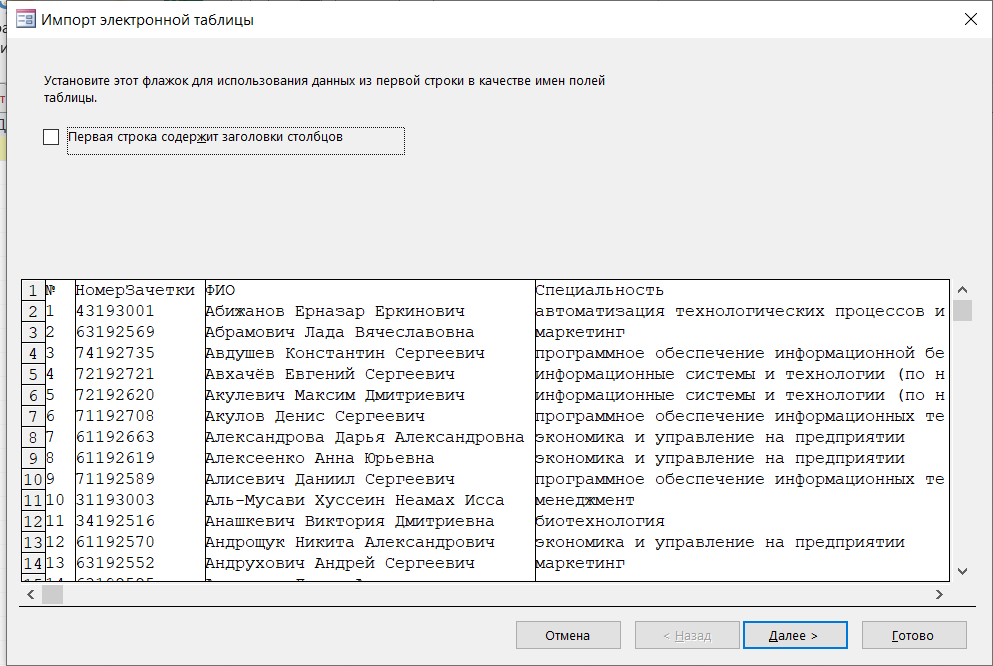 Импорт электронной таблицы
Установите этот флажок для использования данных из первой строки в качестве имен полей
таблицы.
Первая строка содержит заголовки столбцов
1 № НомерЗачетки ФИО Специальность
2 1 43193001 Абижанов Ерназар Еркинович автоматизация технологических процессов и
3 2 63192569 Абрамович Лада Вячеславовна маркетинг
4 3 74192735 Авдушев Константин Сергеевич программное обеспечение информационной бе
5 4 72192721 Авхачёв Евгений Сергеевич информационные системы и технологии (по н
6 5 72192620 Акулевич Максим Дмитриевич информационные системы и технологии (по н
7 6 71192708 Акулов Денис Сергеевич программное обеспечение информационных те
8 7 61192663 Александрова Дарья Александровна экономика и управление на предприятии
9 8 61192619 Алексеенко Анна Юрьевна экономика и управление на предприятии
10 9 71192589 Алисевич Даниил Сергеевич программное обеспечение информационных те
11 10 31193003 Аль-Мусави Хуссеин Неамах Исса менеджмент
12 11 34192516 Анашкевич Виктория Дмитриевна биотехнология
13 12 61192570 Андрощук Никита Александрович экономика и управление на предприятии
14 13 63192552 Андрухович Андрей Сергеевич маркетинг
Отмена < Назад Далее > Готово